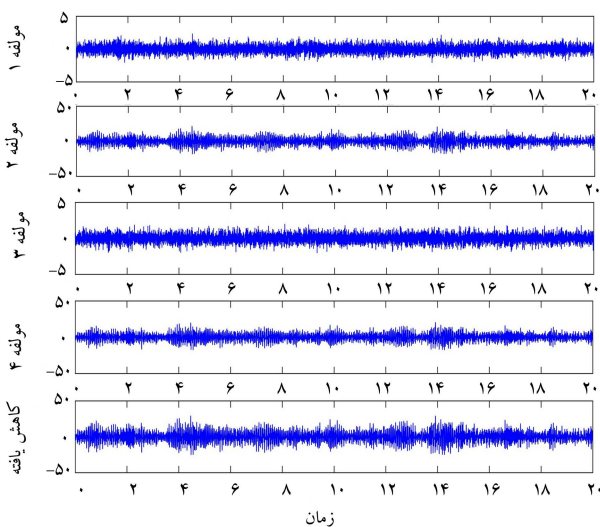 مولفه ۱
۵
۰
−۵
۰ ۲ ۴ ۶ ۸ ۱۰ ۱۲ ۱۴ ۱۶ ۱۸ ۲۰
مولفه ۲
۵۰
۰
−۵۰
۰ ۲ ۴ ۶ ۸ ۱۰ ۱۲ ۱۴ ۱۶ ۱۸ ۲۰
مولفه ۳
۵
۰
−۵
۰ ۲ ۴ ۶ ۸ ۱۰ ۱۲ ۱۴ ۱۶ ۱۸ ۲۰
مولفه ۴
۵۰
۰
−۵۰
۰ ۲ ۴ ۶ ۸ ۱۰ ۱۲ ۱۴ ۱۶ ۱۸ ۲۰
کاهش یافته
۵۰
۰
−۵۰
۰ ۲ ۴ ۶ ۸ ۱۰ ۱۲ ۱۴ ۱۶ ۱۸ ۲۰
زمان